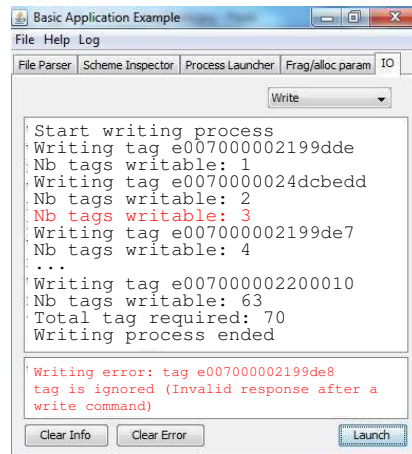 Basic Application Example
File Help Log
File Parser Scheme Inspector Process Launcher Frag/alloc param IO
Write
Start writing process
Writing tag e007000002199dde
Nb tags writable: 1
Writing tag e0070000024dcbedd
Nb tags writable: 2
Nb tags writable: 3
Writing tag e007000002199de7
Nb tags writable: 4
...
Writing tag e007000002200010
Nb tags writable: 63
Total tag required: 70
Writing process ended
Writing error: tag e007000002199de8
tag is ignored (Invalid response after a
write command)
Clear Info Clear Error Launch